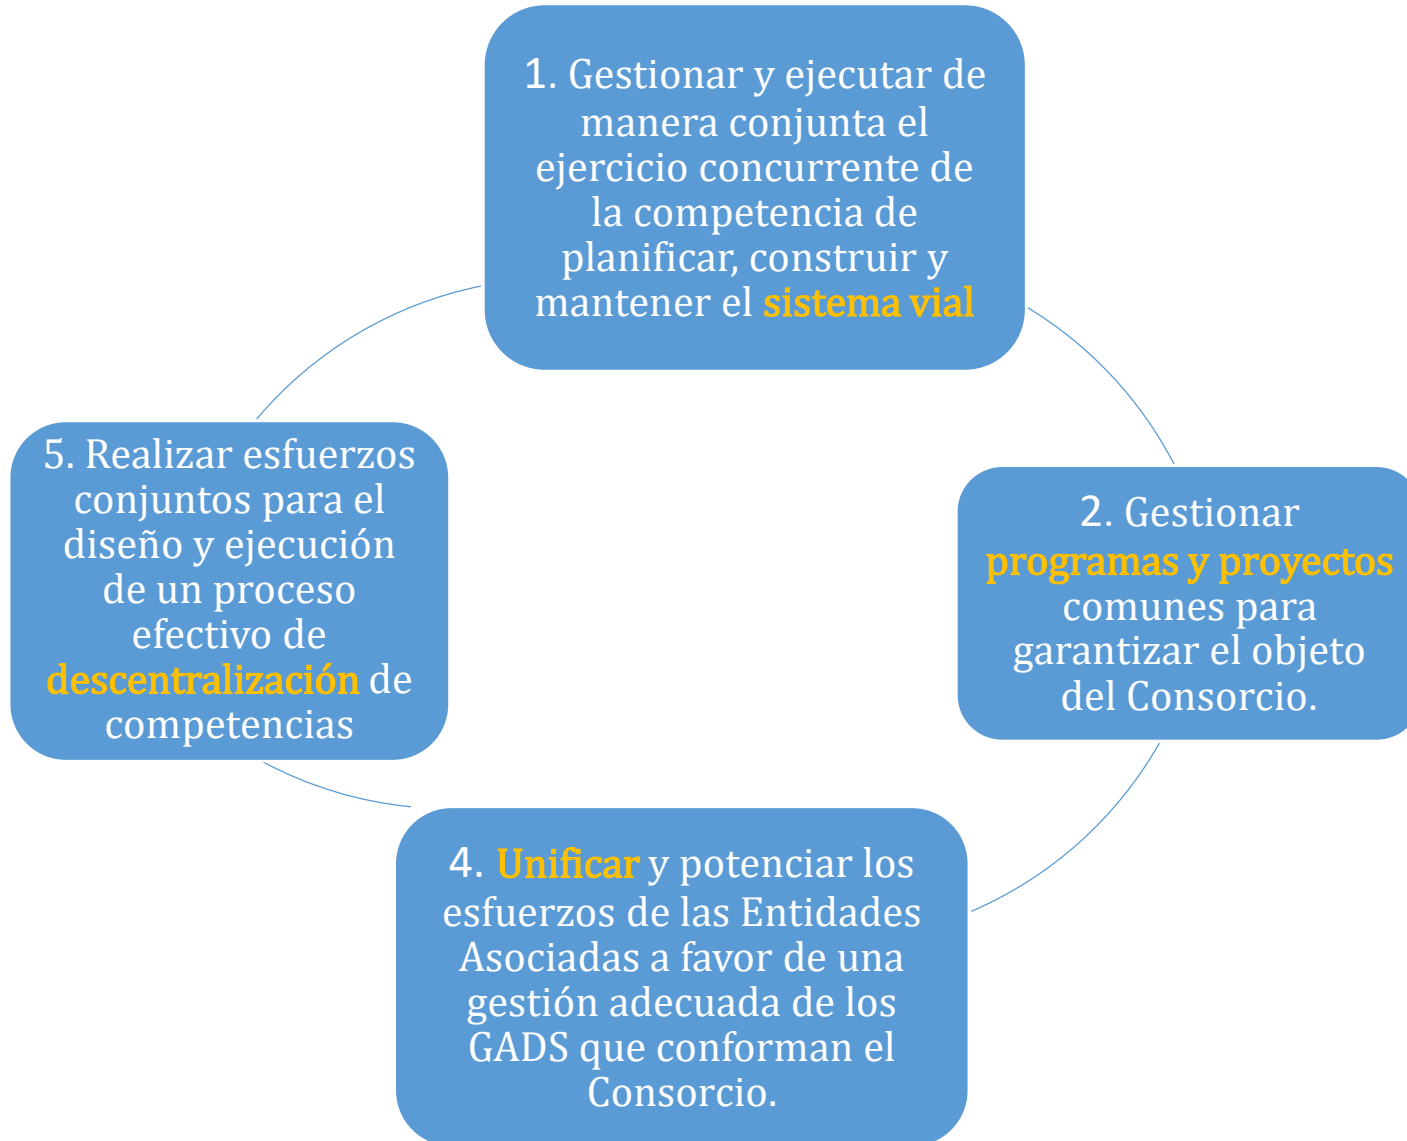 1. Gestionar y ejecutar de
manera conjunta el
ejercicio concurrente de
la competencia de
planificar, construir y
mantener el sistema vial
2. Gestionar
programas y proyectos
comunes para
garantizar el objeto
del Consorcio.
4. Unificar y potenciar los
esfuerzos de las Entidades
Asociadas a favor de una
gestión adecuada de los
GADS que conforman el
Consorcio.
5. Realizar esfuerzos
conjuntos para el
diseño y ejecución
de un proceso
efectivo de
descentralización de
competencias